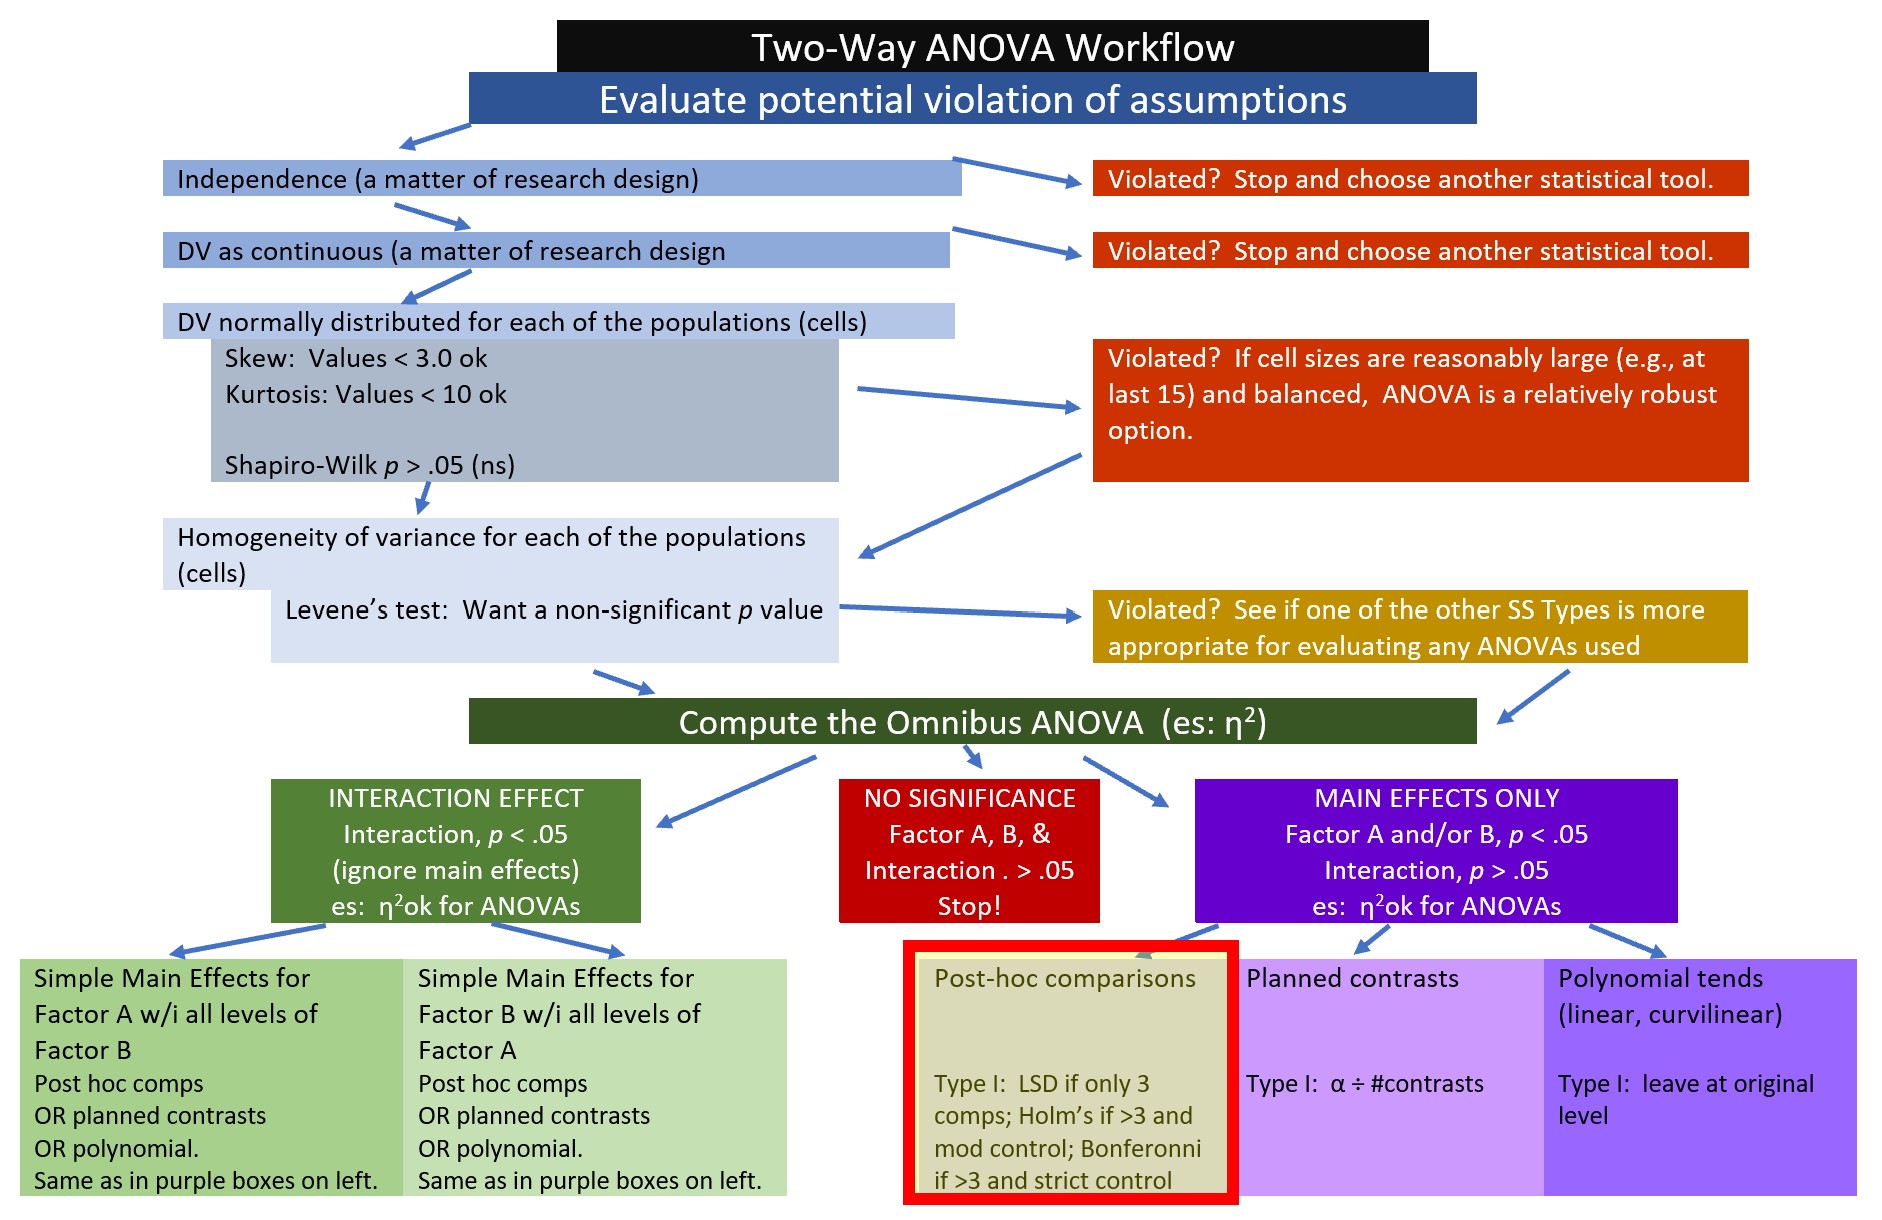 Two-Way ANOVA Workflow
Evaluate potential violation of assumptions
Independence (a matter of research design)
Violated?  Stop and choose another statistical tool.
DV as continuous (a matter of research design
Violated?  Stop and choose another statistical tool.
DV normally distributed for each of the populations (cells)
Skew:  Values < 3.0 ok
Kurtosis: Values < 10 ok
Shapiro-Wilk p > .05 (ns)
Violated?  If cell sizes are reasonably large (e.g., at
last 15) and balanced,  ANOVA is a relatively robust
option.
Homogeneity of variance for each of the populations
(cells)
Levene’s test:  Want a non-significant p value
Violated?  See if one of the other SS Types is more
appropriate for evaluating any ANOVAs used
Compute the Omnibus ANOVA  (es: η²)
INTERACTION EFFECT
Interaction, p < .05
(ignore main effects)
es:  η²ok for ANOVAs
NO SIGNIFICANCE
Factor A, B, &
Interaction . > .05
Stop!
MAIN EFFECTS ONLY
Factor A and/or B, p < .05
Interaction, p > .05
es:  η²ok for ANOVAs
Simple Main Effects for
Factor A w/i all levels of
Factor B
Post hoc comps
OR planned contrasts
OR polynomial.
Same as in purple boxes on left.
Simple Main Effects for
Factor B w/i all levels of
Factor A
Post hoc comps
OR planned contrasts
OR polynomial.
Same as in purple boxes on left.
Post-hoc comparisons
Type I:  LSD if only 3
comps; Holm’s if >3 and
mod control; Bonferonni
if >3 and strict control
Planned contrasts
Type I:  α ÷ #contrasts
Polynomial tends
(linear, curvilinear)
Type I:  leave at original
level